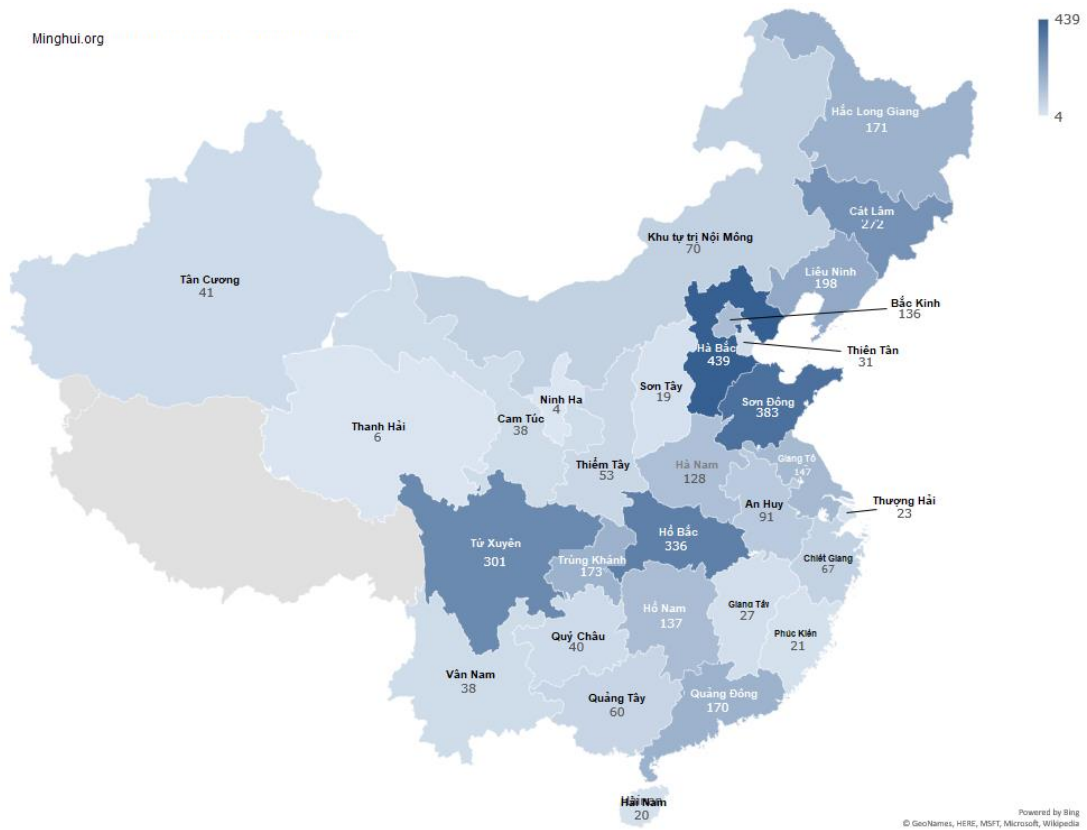 Minghui.org
439
4
Hắc Long Giang
171
Cát Lâm
272
Khu tự trị Nội Mông
70
Liêu Ninh
198
Tân Cương
41
Bắc Kinh
136
Hà Bắc
439
Thiên Tân
31
Sơn Tây
19
Sơn Đông
383
Ninh Hạ
4
Cam Túc
38
Thanh Hải
6
Thiểm Tây
53
Hà Nam
128
Giang Tô
147
An Huy
91
Thượng Hải
23
Hồ Bắc
336
Tứ Xuyên
301
Trùng Khánh
173
Chiết Giang
67
Hồ Nam
137
Giang Tây
27
Phúc Kiến
21
Quý Châu
40
Vân Nam
38
Quảng Tây
60
Quảng Đông
170
Hải Nam
20
Powered by Bing
© GeoNames, HERE, MSFT, Microsoft, Wikipedia